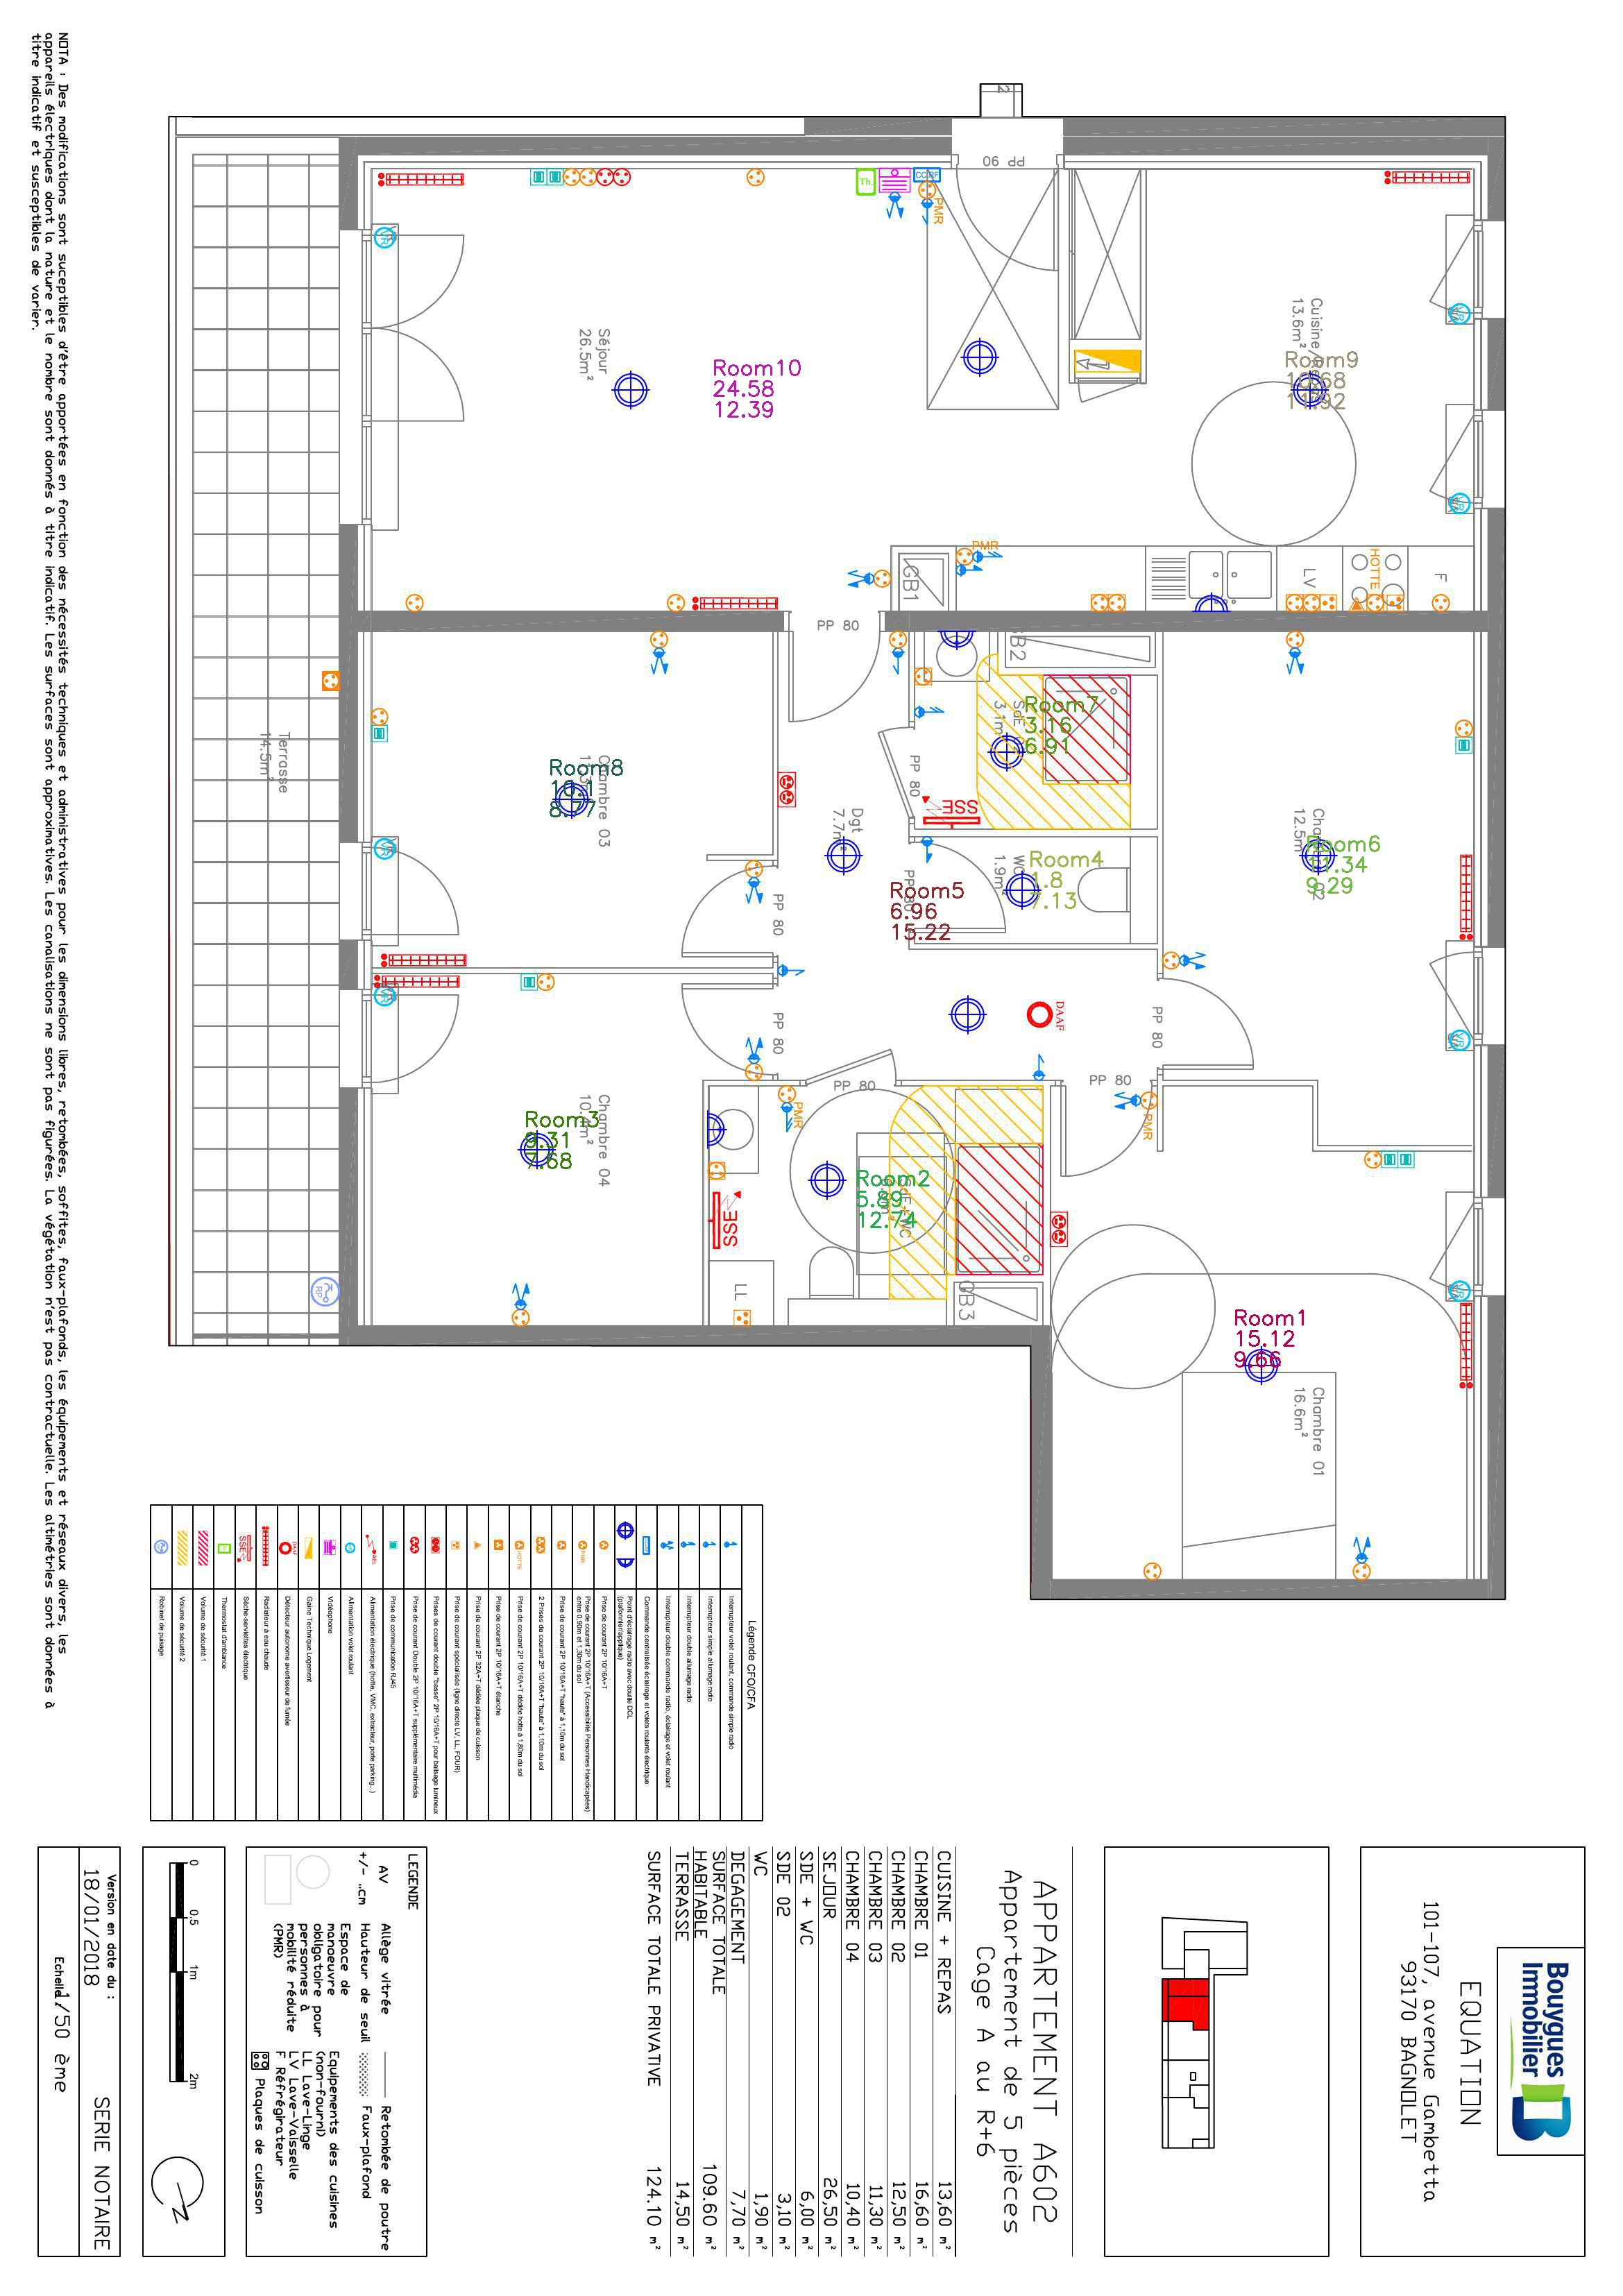 NOTA : Des modifications sont suceptibles d'être apportées en fonction des nécessités techniques et administratives pour les dimensions libres, retombées, soffites, faux-plafonds, les équipements et réseaux divers, les
appareils électriques dont la nature et le nombre sont donnés à titre indicatif. Les surfaces sont approximatives. Les canalisations ne sont pas figurées. La végétation n'est pas contractuelle. Les altimétries sont données à
titre indicatif et susceptibles de varier.
2
PP 90
Th.
PMR
Séjour
26.5m²
Room10
24.58
12.39
13.6m²
Room9
11.92
VR
VR
VR
PMR
GB1
LV
HOTTE
F
PP 80
GB2
Terrasse
14.5m²
Room8
8.77
Chambre 03
Room7
3.16
6.91
3.1m²
SSE
PP 80
Dgt
7.7m²
WC
1.9m²
Room4
1.8
7.13
Room5
6.96
15.22
PP 80
12.5m²
Room6
11.34
9.29
VR
VR
VR
PP 80
PP 80
DAAF
PP 80
PP 80
PP 80
PMR
PMR
Chambre 04
Room3
9.31
7.68
Room2
5.89
12.74
SSE
LL
GB3
RP
VR
Room1
15.12
9.66
Chambre 01
16.6m²
Légende CFO/CFA
Interrupteur volet roulant, commande simple radio
Interrupteur simple allumage radio
Interrupteur double allumage radio
Interrupteur double commande radio, éclairage et volet roulant
Commande centralisée éclairage et volets roulants électrique
Point d'éclairage radio avec douille DCL
(plafonnier/applique)
Prise de courant 2P 10/16A+T
Prise de courant 2P 10/16A+T (Accessibilité Personnes Handicapées)
entre 0,90m et 1,30m du sol
Prise de courant 2P 10/16A+T "haute" à 1,10m du sol
2 Prises de courant 2P 10/16A+T "haute" à 1,10m du sol
Prise de courant 2P 10/16A+T dédiée hotte à 1,80m du sol
Prise de courant 2P 10/16A+T étanche
Prise de courant 2P 32A+T dédiée plaque de cuisson
Prise de courant spécialisée (ligne directe LV, LL, FOUR)
Prises de courant double "basse" 2P 10/16A+T pour balisage lumineux
Prise de courant Double 2P 10/16A+T supplémentaire multimédia
Prise de communication RJ45
Alimentation électrique (hotte, VMC, extracteur, porte parking...)
Alimentation volet roulant
Vidéophone
Gaine Technique Logement
Détecteur autonome avertisseur de fumée
Radiateur à eau chaude
Sèche-serviettes électrique
Thermostat d'ambiance
Volume de sécurité 1
Volume de sécurité 2
Robinet de puisage
Bouygues
Immobilier
EQUATION
101-107, avenue Gambetta
93170 BAGNOLET
APPARTEMENT A602
Appartement de 5 pièces
Cage A au R+6
CUISINE + REPAS 13,60 m²
CHAMBRE 01 16,60 m²
CHAMBRE 02 12,50 m²
CHAMBRE 03 11,30 m²
CHAMBRE 04 10,40 m²
SEJOUR 26,50 m²
SDE + WC 6,00 m²
SDE 02 3,10 m²
WC 1,90 m²
DEGAGEMENT 7,70 m²
SURFACE TOTALE
HABITABLE 109.60 m²
TERRASSE 14,50 m²
SURFACE TOTALE PRIVATIVE 124.10 m²
LEGENDE
AV Allège vitrée
+/- ..cm Hauteur de seuil
Espace de
manoeuvre
obligatoire pour
personnes à
mobilité réduite
(PMR)
Retombée de poutre
Faux-plafond
Equipements des cuisines
(non-fourni)
LL Lave-Linge
LV Lave-Vaisselle
F Réfrigérateur
Plaques de cuisson
0 0.5 1m 2m
N
Version en date du :
18/01/2018
SERIE NOTAIRE
Echelle 1/50 ème